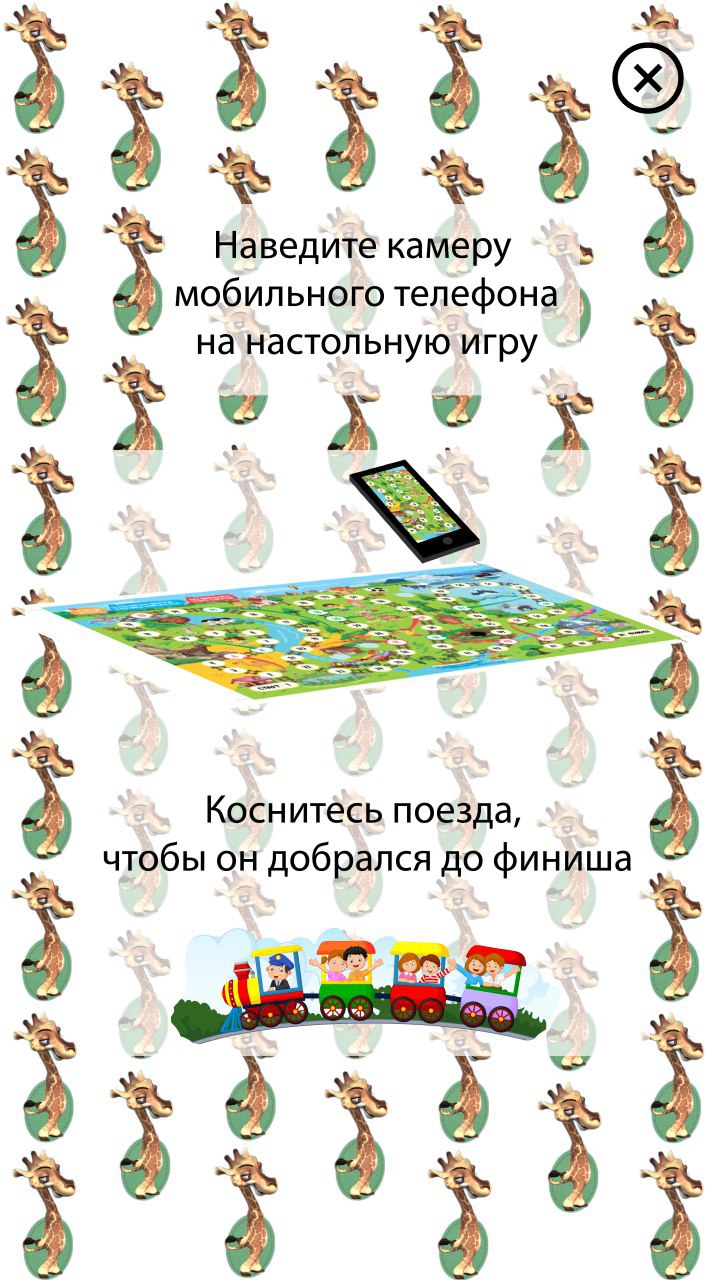 Наведите камеру
мобильного телефона
на настольную игру
Коснитесь поезда,
чтобы он добрался до финиша